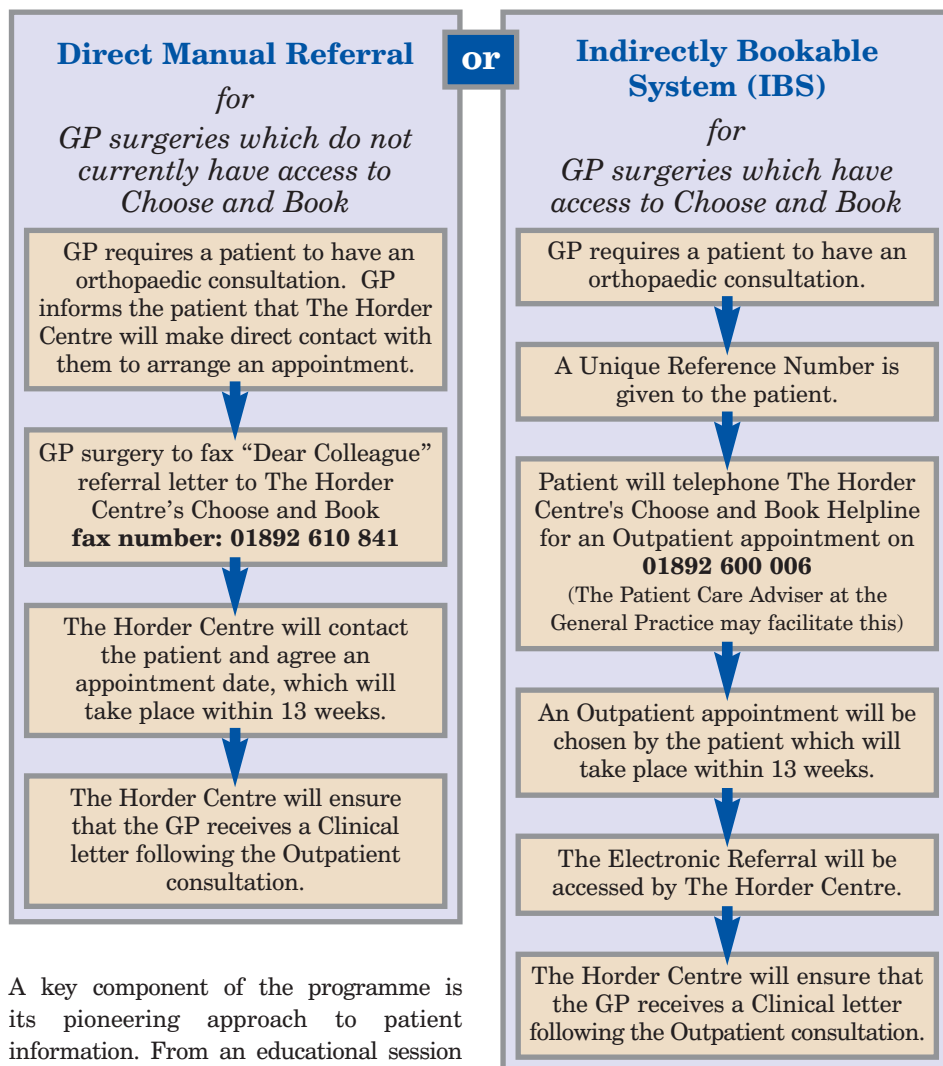 Direct Manual Referral
for
GP surgeries which do not
currently have access to
Choose and Book
GP requires a patient to have an
orthopaedic consultation. GP
informs the patient that The Horder
Centre will make direct contact with
them to arrange an appointment.
GP surgery to fax “Dear Colleague”
referral letter to The Horder
Centre’s Choose and Book
fax number: 01892 610 841
The Horder Centre will contact
the patient and agree an
appointment date, which will
take place within 13 weeks.
The Horder Centre will ensure
that the GP receives a Clinical
letter following the Outpatient
consultation.
or
Indirectly Bookable
System (IBS)
for
GP surgeries which have
access to Choose and Book
GP requires a patient to have an
orthopaedic consultation.
A Unique Reference Number is
given to the patient.
Patient will telephone The Horder
Centre's Choose and Book Helpline
for an Outpatient appointment on
01892 600 006
(The Patient Care Adviser at the
General Practice may facilitate this)
An Outpatient appointment will be
chosen by the patient which will
take place within 13 weeks.
The Electronic Referral will be
accessed by The Horder Centre.
The Horder Centre will ensure that
the GP receives a Clinical letter
following the Outpatient consultation.
A key component of the programme is
its pioneering approach to patient
information. From an educational session